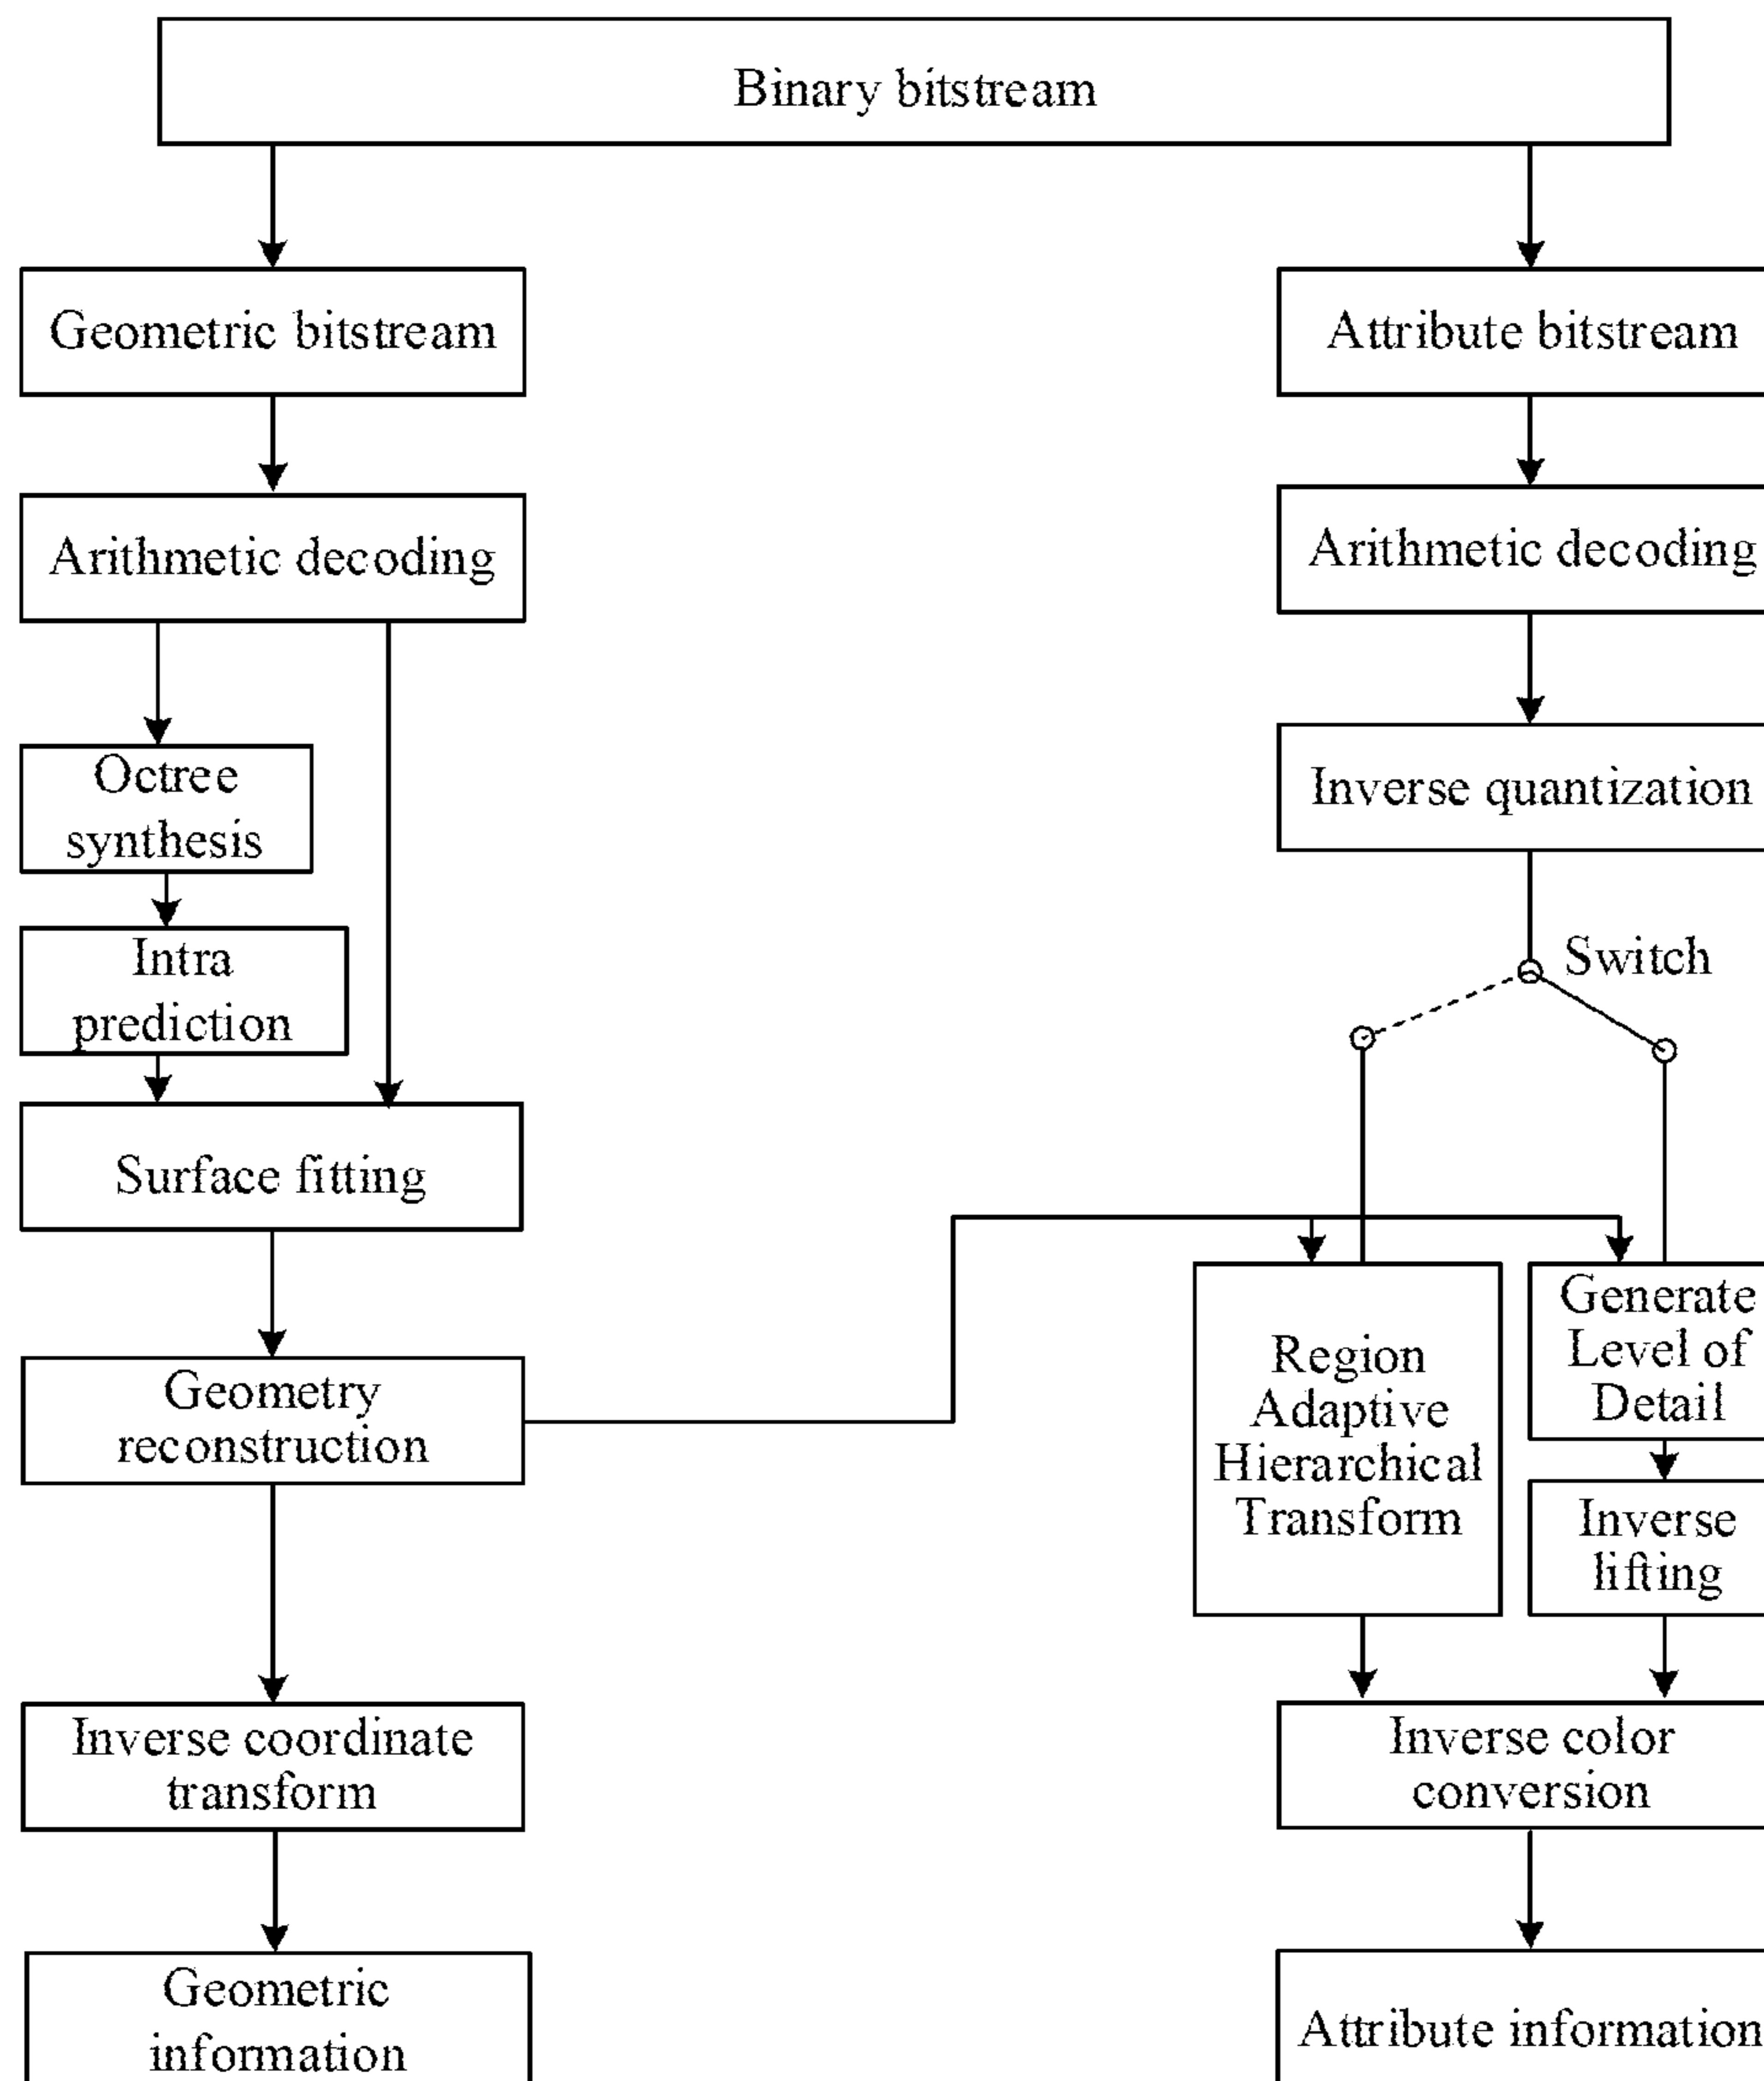 Binary bitstream
Geometric bitstream
Attribute bitstream
Arithmetic decoding
Arithmetic decoding
Octree
synthesis
Inverse quantization
Intra
prediction
Switch
Surface fitting
Geometry
reconstruction
Region
Adaptive
Hierarchical
Transform
Generate
Level of
Detail
Inverse
lifting
Inverse coordinate
transform
Inverse color
conversion
Geometric
information
Attribute information